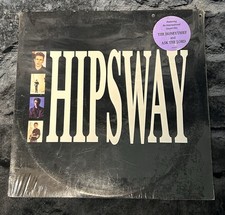 THE HONEYTHIEF
and
ASK THE LORD
HIPSWAY